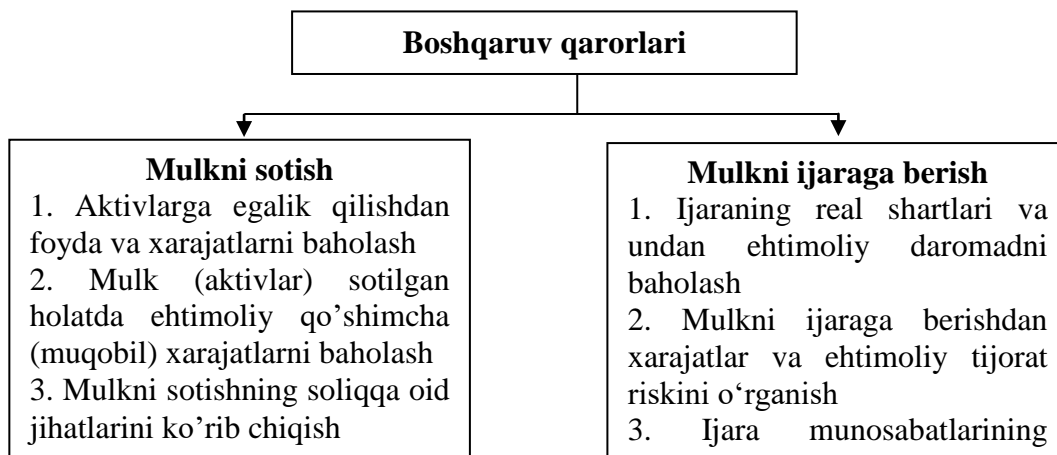 Boshqaruv qarorlari
Mulkni sotish
1. Aktivlarga egalik qilishdan
foyda va xarajatlarni baholash
2. Mulk (aktivlar) sotilgan
holatda ehtimoliy qo’shimcha
(muqobil) xarajatlarni baholash
3. Mulkni sotishning soliqqa oid
jihatlarini ko’rib chiqish
Mulkni ijaraga berish
1. Ijaraning real shartlari va
undan ehtimoliy daromadni
baholash
2. Mulkni ijaraga berishdan
xarajatlar va ehtimoliy tijorat
riskini o‘rganish
3. Ijara munosabatlarining